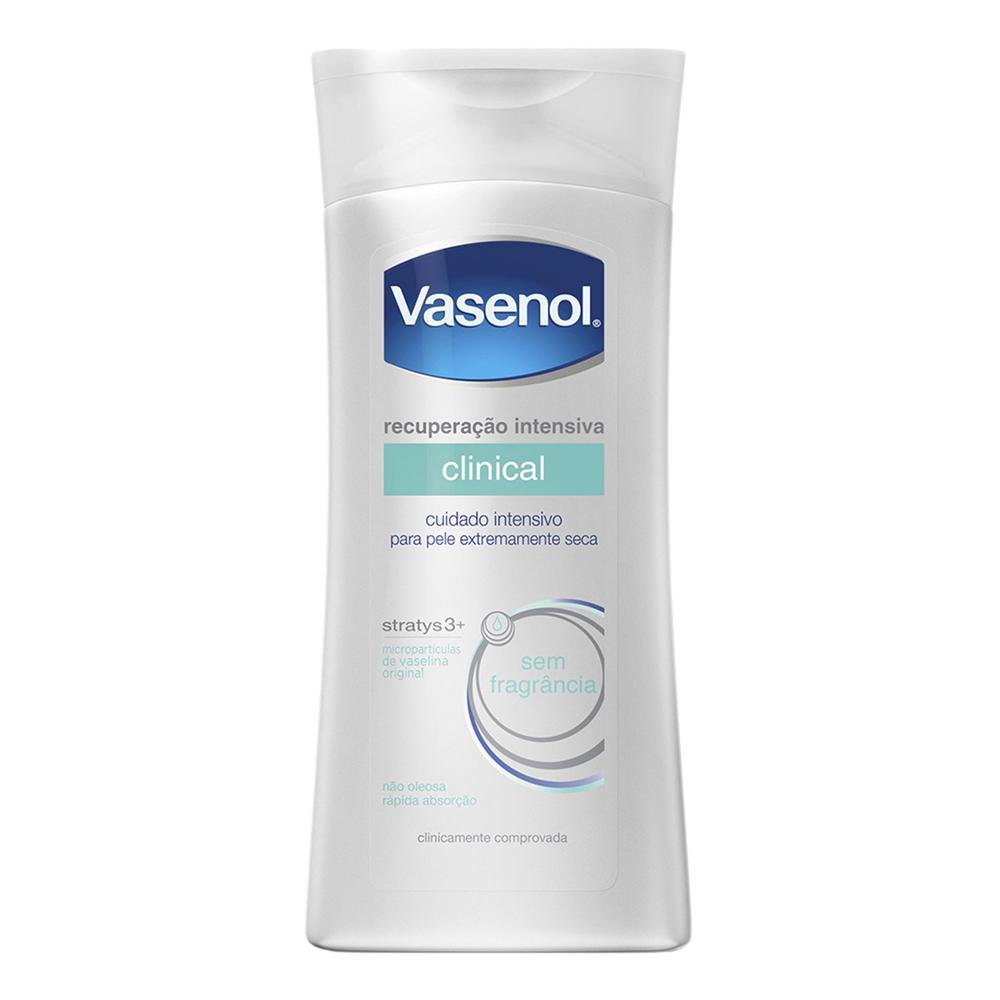 Vasenol®
recuperação intensiva
clinical
cuidado intensivo
para pele extremamente seca
stratys3+
micropartículas
de vaselina
original
sem
fragrância
não oleosa
rápida absorção
clinicamente comprovada